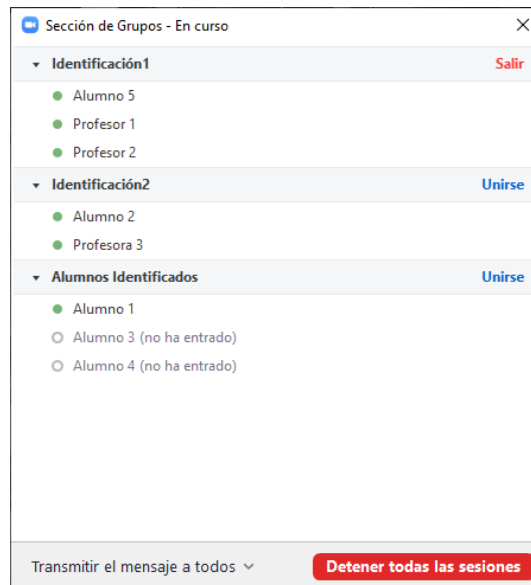 Sección de Grupos - En curso
Identificación1 Salir
Alumno 5
Profesor 1
Profesor 2
Identificación2 Unirse
Alumno 2
Profesora 3
Alumnos Identificados Unirse
Alumno 1
Alumno 3 (no ha entrado)
Alumno 4 (no ha entrado)
Transmitir el mensaje a todos Detener todas las sesiones